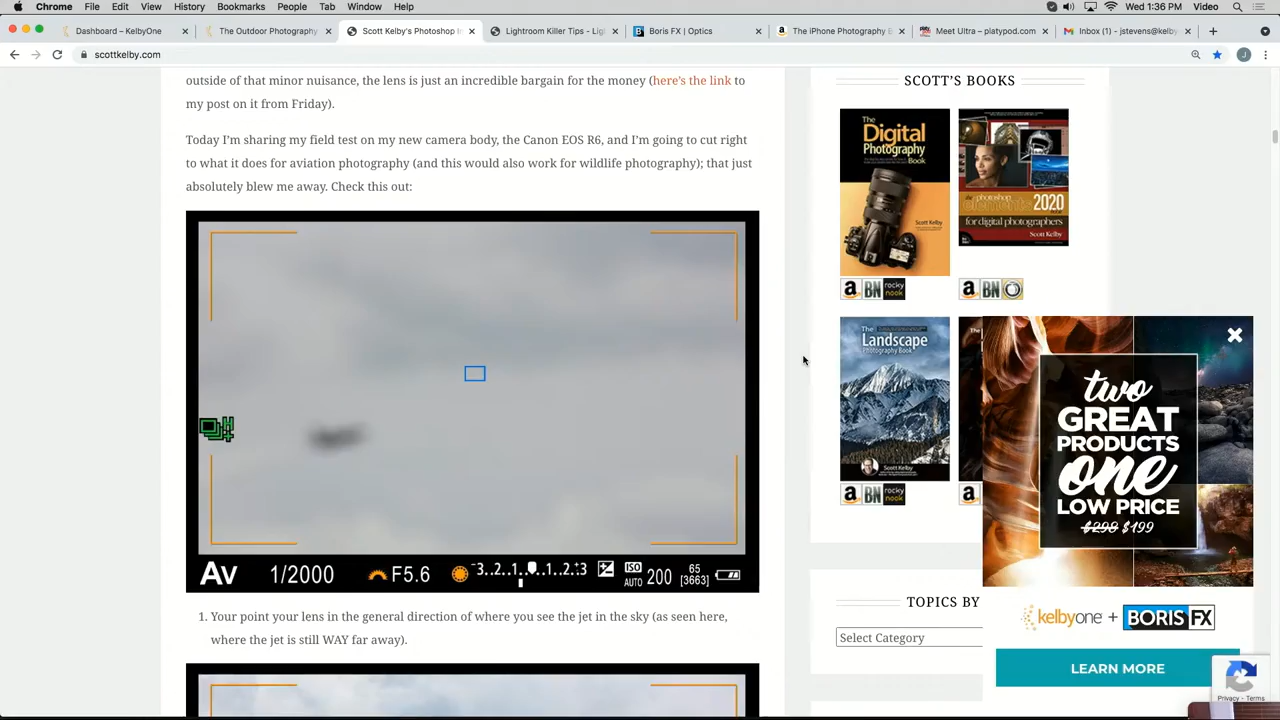 Chrome File Edit View History Bookmarks People Tab Window Help Wed 1:36 PM Video
Dashboard – KelbyOne
The Outdoor Photography
Scott Kelby's Photoshop I
Lightroom Killer Tips - Lig
Boris FX | Optics
The iPhone Photography B
Meet Ultra – platypod.com
Inbox (1) - jstevens@kelby
scottkelby.com
J
outside of that minor nuisance, the lens is just an incredible bargain for the money (here's the link to
my post on it from Friday).
Today I'm sharing my field test on my new camera body, the Canon EOS R6, and I'm going to cut right
to what it does for aviation photography (and this would also work for wildlife photography); that just
absolutely blew me away. Check this out:
Av 1/2000 F5.6 -3..2..1..0..1..2.:3 ISO AUTO 200 65 [3663]
1. Your point your lens in the general direction of where you see the jet in the sky (as seen here,
where the jet is still WAY far away).
SCOTT'S BOOKS
The
Digital
Photography
Book
Scott Kelby
photoshop
elements 2020
for digital photographers
Scott Kelby
a BN rocky nook
a BN
The
Landscape
Photography Book
Scott Kelby
The
a BN rocky nook
a
TOPICS BY
Select Category
two
GREAT
PRODUCTS
one
LOW PRICE
$298 $199
kelbyone + BORIS FX
LEARN MORE
Privacy - Terms